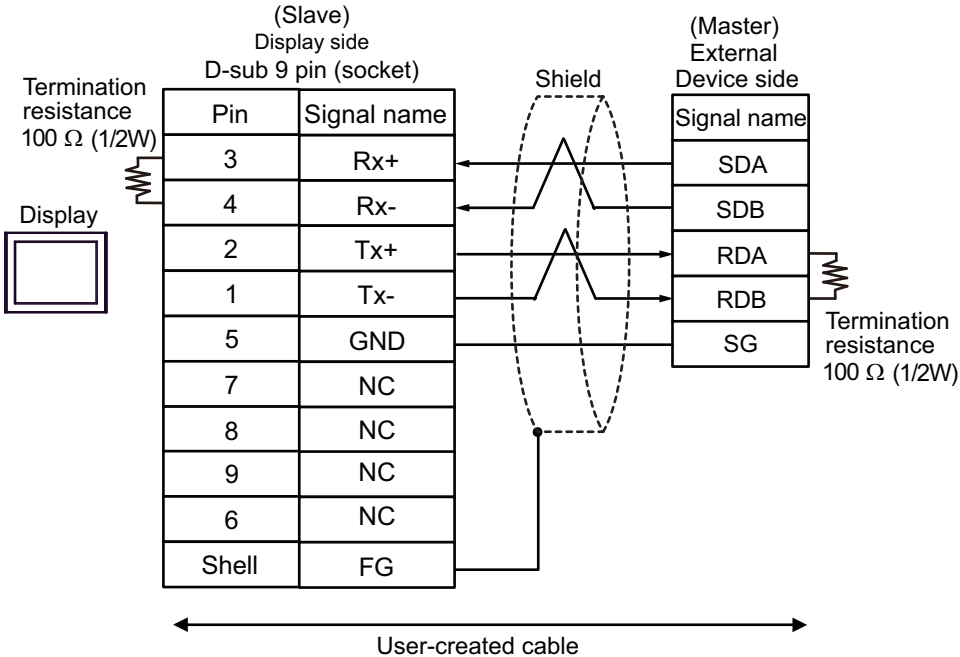 (Slave)
Display side
D-sub 9 pin (socket)
(Master)
External
Device side
Termination
resistance
100 Ω (1/2W)
Shield
Pin Signal name
Signal name
3 Rx+
SDA
4 Rx-
SDB
Display
2 Tx+
RDA
1 Tx-
RDB
5 GND
SG
Termination
resistance
100 Ω (1/2W)
7 NC
8 NC
9 NC
6 NC
Shell FG
User-created cable